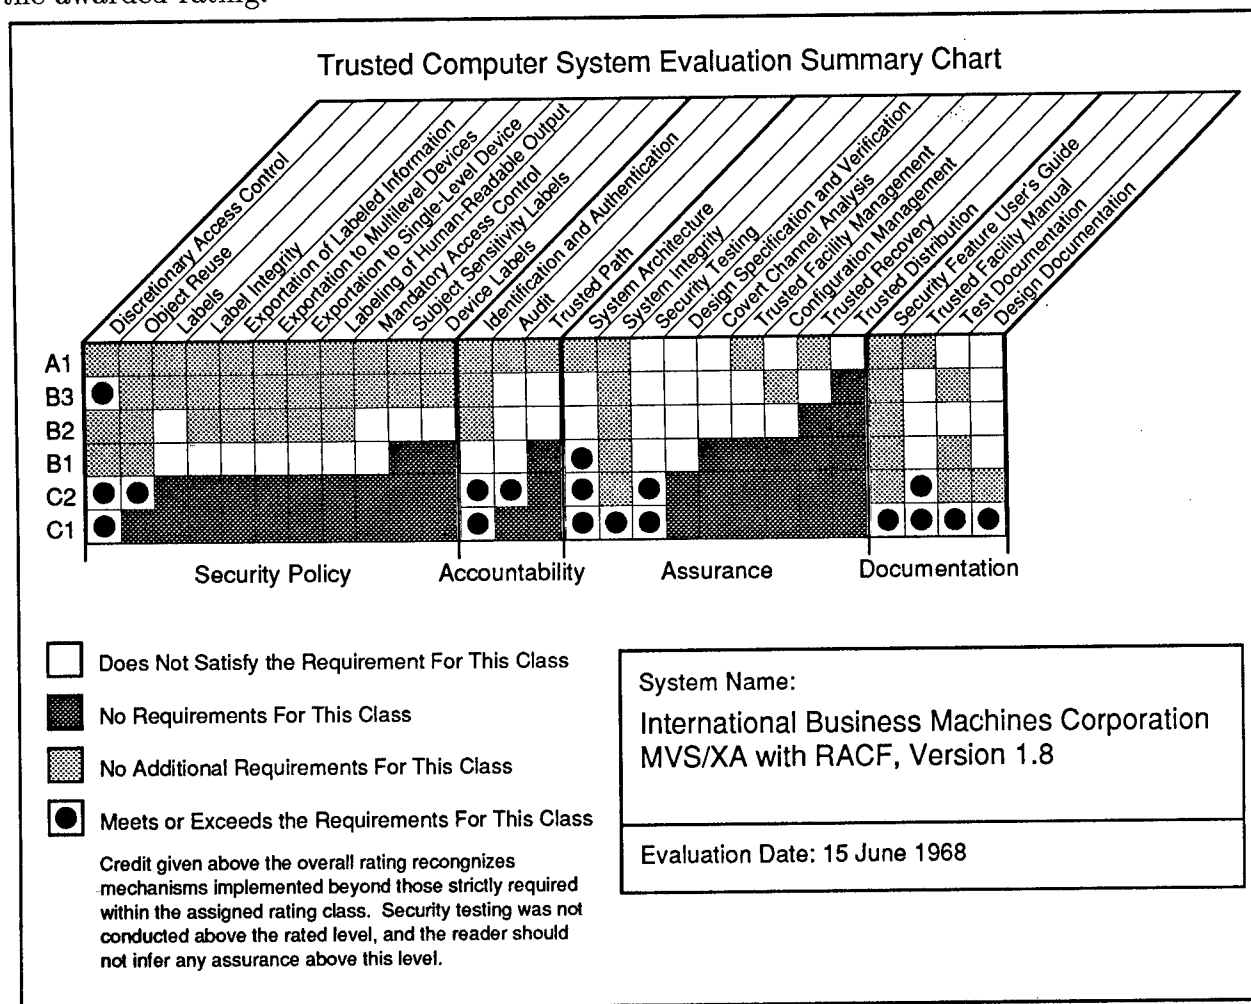 the awarded rating.
Trusted Computer System Evaluation Summary Chart
Discretionary Access Control
Object Reuse
Labels
Label Integrity
Exportation of Labeled Information
Exportation to Multilevel Devices
Exportation to Single-Level Device
Labeling of Human-Readable Output
Mandatory Access Control
Subject Sensitivity Labels
Device Labels
Identification and Authentication
Audit
Trusted Path
System Architecture
System Integrity
Security Testing
Design Specification and Verification
Covert Channel Analysis
Trusted Facility Management
Configuration Management
Trusted Recovery
Trusted Distribution
Security Feature User's Guide
Trusted Facility Manual
Test Documentation
Design Documentation
A1
B3
B2
B1
C2
C1
Security Policy
Accountability
Assurance
Documentation
Does Not Satisfy the Requirement For This Class
No Requirements For This Class
No Additional Requirements For This Class
Meets or Exceeds the Requirements For This Class
Credit given above the overall rating recongnizes
mechanisms implemented beyond those strictly required
within the assigned rating class. Security testing was not
conducted above the rated level, and the reader should
not infer any assurance above this level.
System Name:
International Business Machines Corporation
MVS/XA with RACF, Version 1.8
Evaluation Date: 15 June 1968